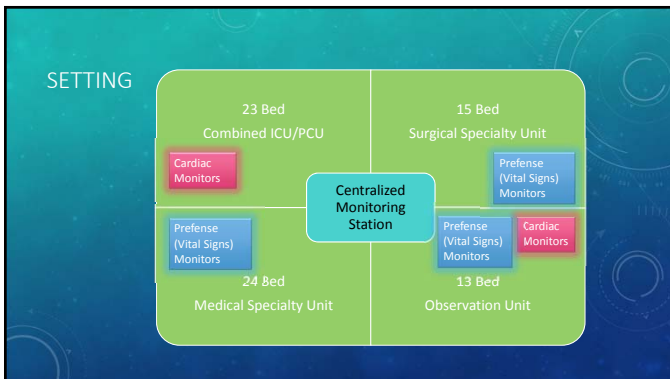 SETTING
23 Bed
Combined ICU/PCU
Cardiac
Monitors
15 Bed
Surgical Specialty Unit
Prefense
(Vital Signs)
Monitors
Centralized
Monitoring
Station
Prefense
(Vital Signs)
Monitors
24 Bed
Medical Specialty Unit
Prefense
(Vital Signs)
Monitors
Cardiac
Monitors
13 Bed
Observation Unit